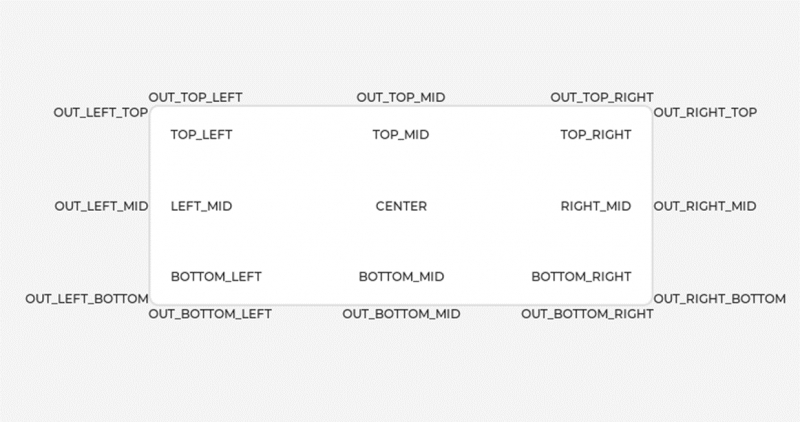 OUT_TOP_LEFT OUT_TOP_MID OUT_TOP_RIGHT
OUT_LEFT_TOP OUT_RIGHT_TOP
TOP_LEFT TOP_MID TOP_RIGHT
OUT_LEFT_MID LEFT_MID CENTER RIGHT_MID OUT_RIGHT_MID
BOTTOM_LEFT BOTTOM_MID BOTTOM_RIGHT
OUT_LEFT_BOTTOM OUT_RIGHT_BOTTOM
OUT_BOTTOM_LEFT OUT_BOTTOM_MID OUT_BOTTOM_RIGHT